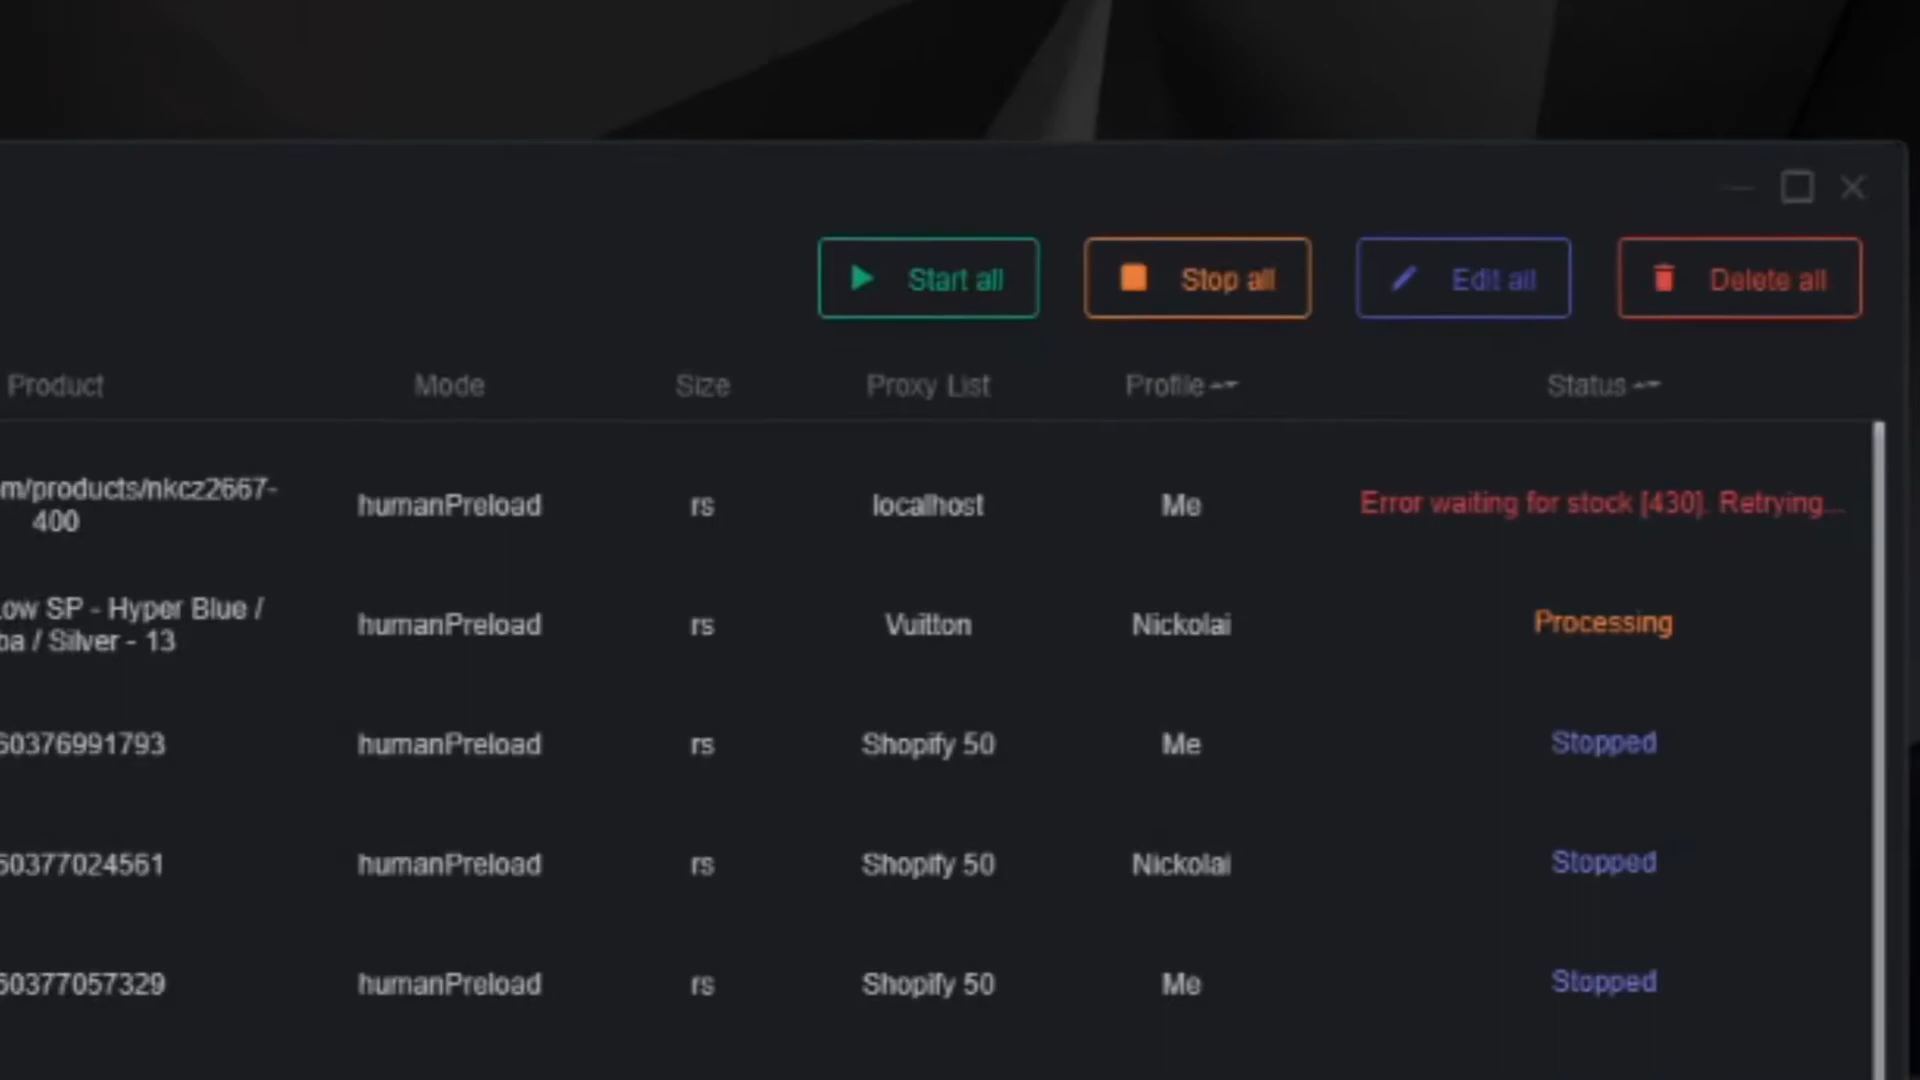 Start all Stop all Edit all Delete all
Product Mode Size Proxy List Profile Status
m/products/nkcz2667-
400 humanPreload rs localhost Me Error waiting for stock [430]. Retrying...
ow SP - Hyper Blue /
ba / Silver - 13 humanPreload rs Vuitton Nickolai Processing
60376991793 humanPreload rs Shopify 50 Me Stopped
60377024561 humanPreload rs Shopify 50 Nickolai Stopped
60377057329 humanPreload rs Shopify 50 Me Stopped